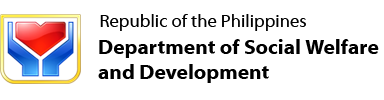 Republic of the Philippines
Department of Social Welfare
and Development